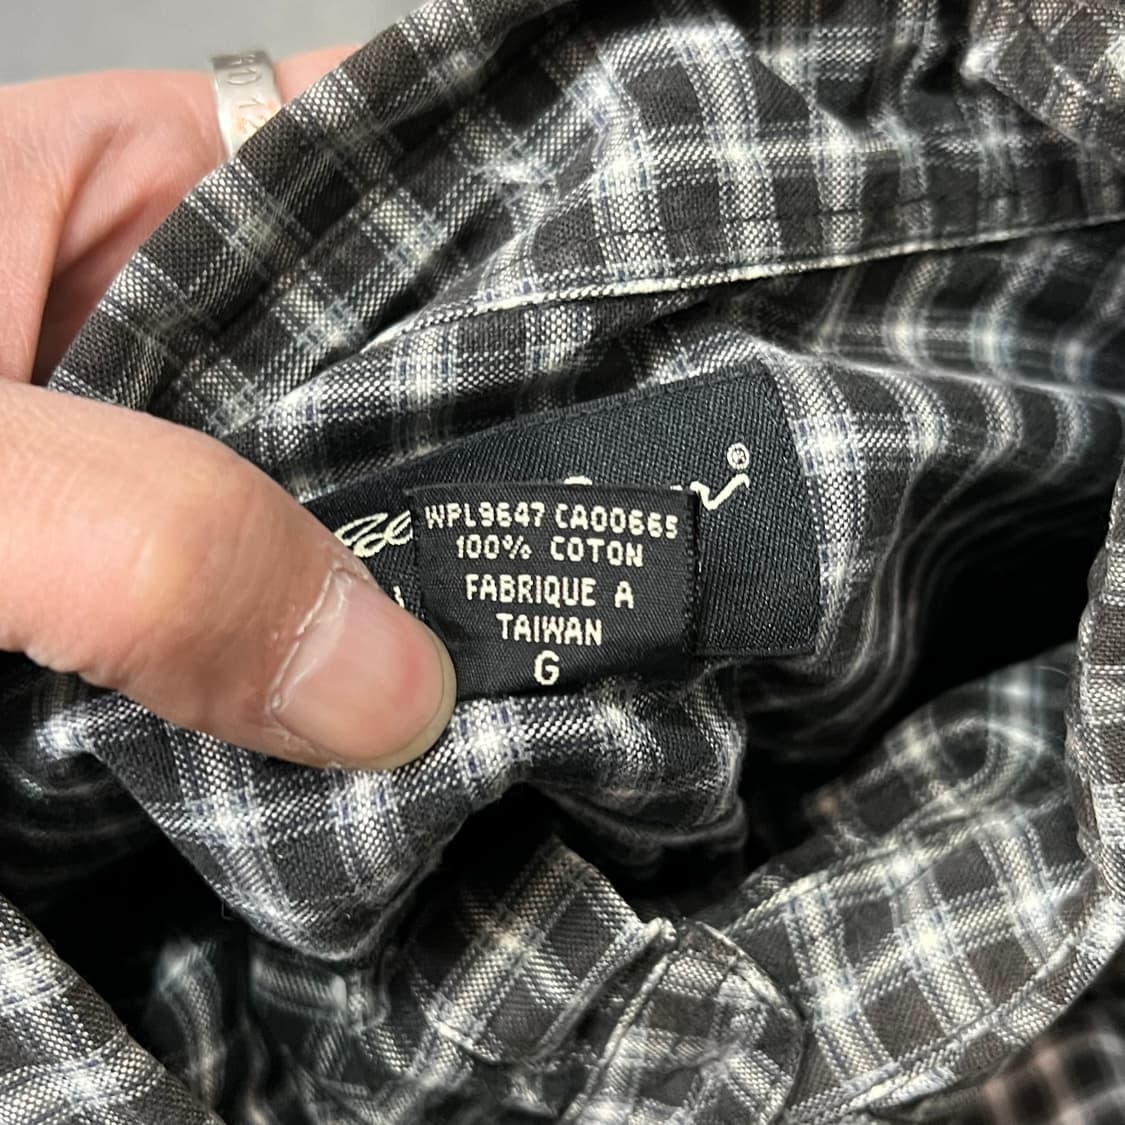 WPL9647 CA00665
100% COTON
FABRIQUE A
TAIWAN
G